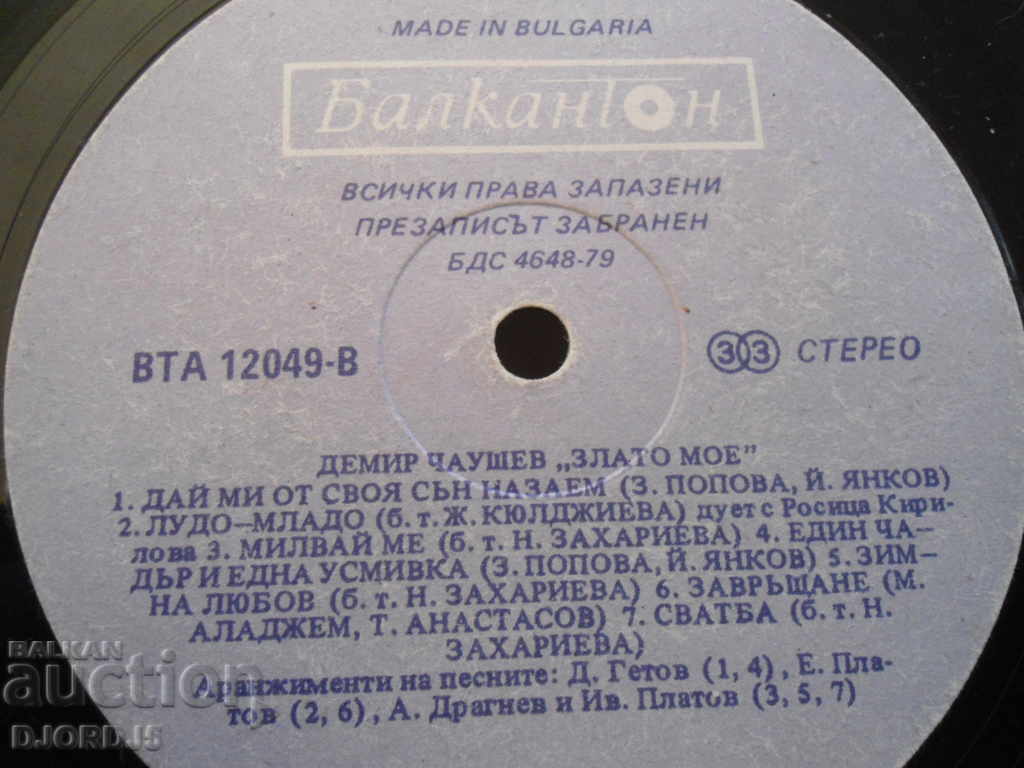 MADE IN BULGARIA
Балкантон
ВСИЧКИ ПРАВА ЗАПАЗЕНИ
ПРЕЗАПИСЪТ ЗАБРАНЕН
БДС 4648-79
ВТА 12049-В
33 СТЕРЕО
ДЕМИР ЧАУШЕВ „ЗЛАТО МОЕ”
1. ДАЙ МИ ОТ СВОЯ СЪН НАЗАЕМ (З. ПОПОВА, Й. ЯНКОВ)
2. ЛУДО—МЛАДО (б. т. Ж. КЮЛДЖИЕВА) дует с Росица Кири-
лова 3. МИЛВАЙ МЕ (б. т. Н. ЗАХАРИЕВА) 4. ЕДИН ЧА-
ДЪР И ЕДНА УСМИВКА (З. ПОПОВА, Й. ЯНКОВ) 5. ЗИМ-
НА ЛЮБОВ (б. т. Н. ЗАХАРИЕВА) 6. ЗАВРЪЩАНЕ (М.
АЛАДЖЕМ, Т. АНАСТАСОВ) 7. СВАТБА (б. т. Н.
ЗАХАРИЕВА)
Аранжименти на песните: Д. Гетов (1, 4), Е. Пла-
тов (2, 6), А. Драгнев и Ив. Платов (3, 5, 7)
BALKAN
auction
DJORDJ5